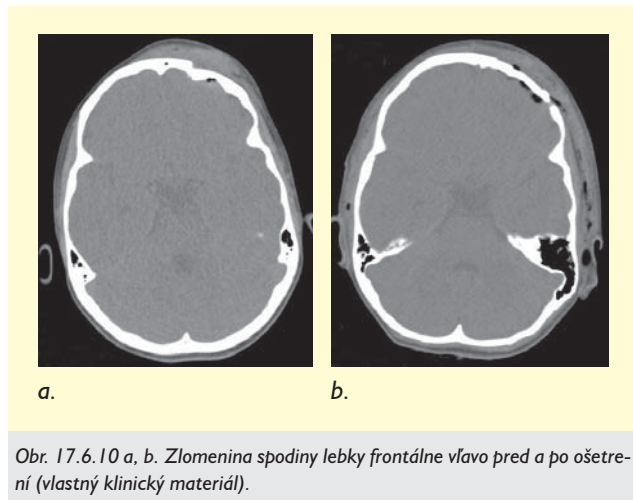 a.
b.
Obr. 17.6.10 a, b. Zlomenina spodiny lebky frontálne vľavo pred a po ošetre-
ní (vlastný klinický materiál).